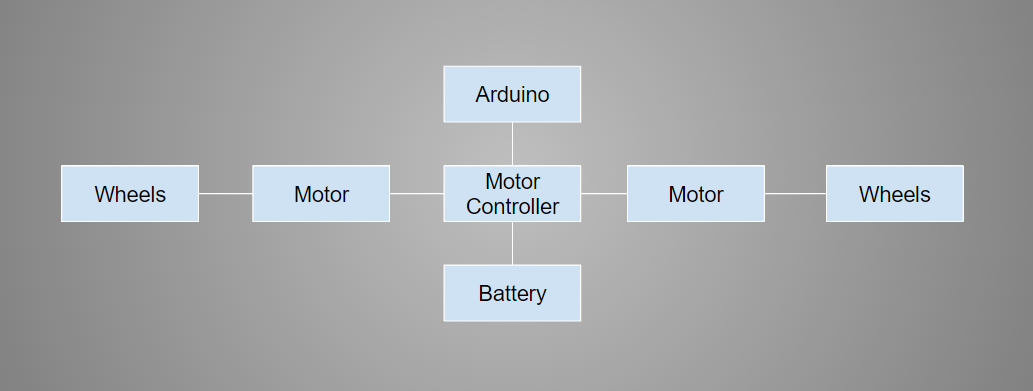 Arduino
Wheels
Motor
Motor
Controller
Motor
Wheels
Battery